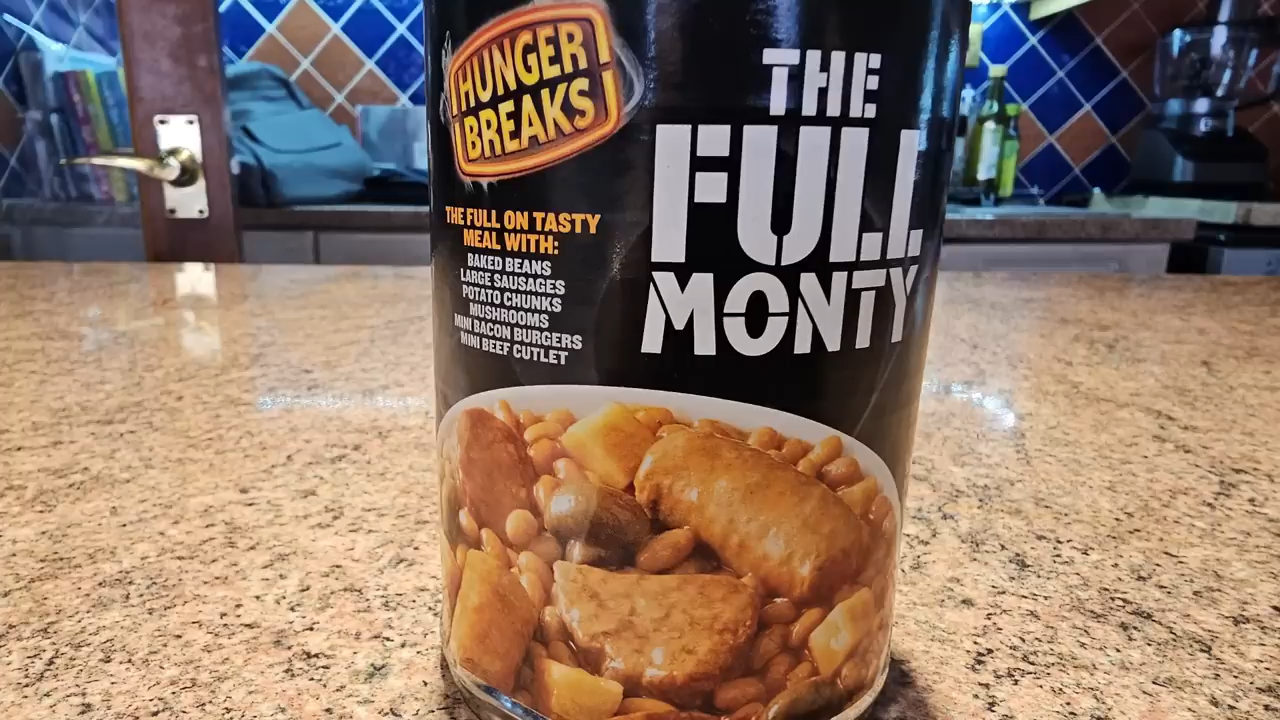 HUNGER
BREAKS
THE
FULL
MONTY
THE FULL ON TASTY
MEAL WITH:
BAKED BEANS
LARGE SAUSAGES
POTATO CHUNKS
MUSHROOMS
MINI BACON BURGERS
MINI BEEF CUTLET